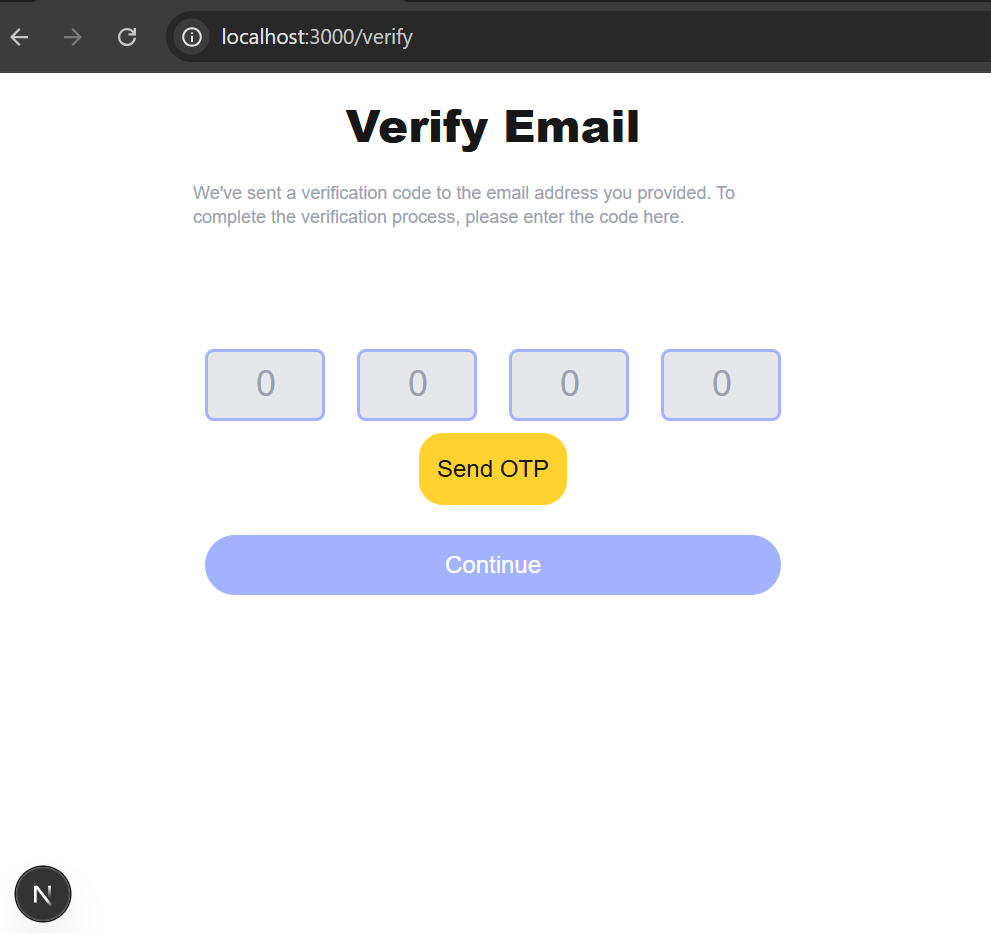 localhost:3000/verify
Verify Email
We've sent a verification code to the email address you provided. To
complete the verification process, please enter the code here.
0 0 0 0
Send OTP
Continue
N